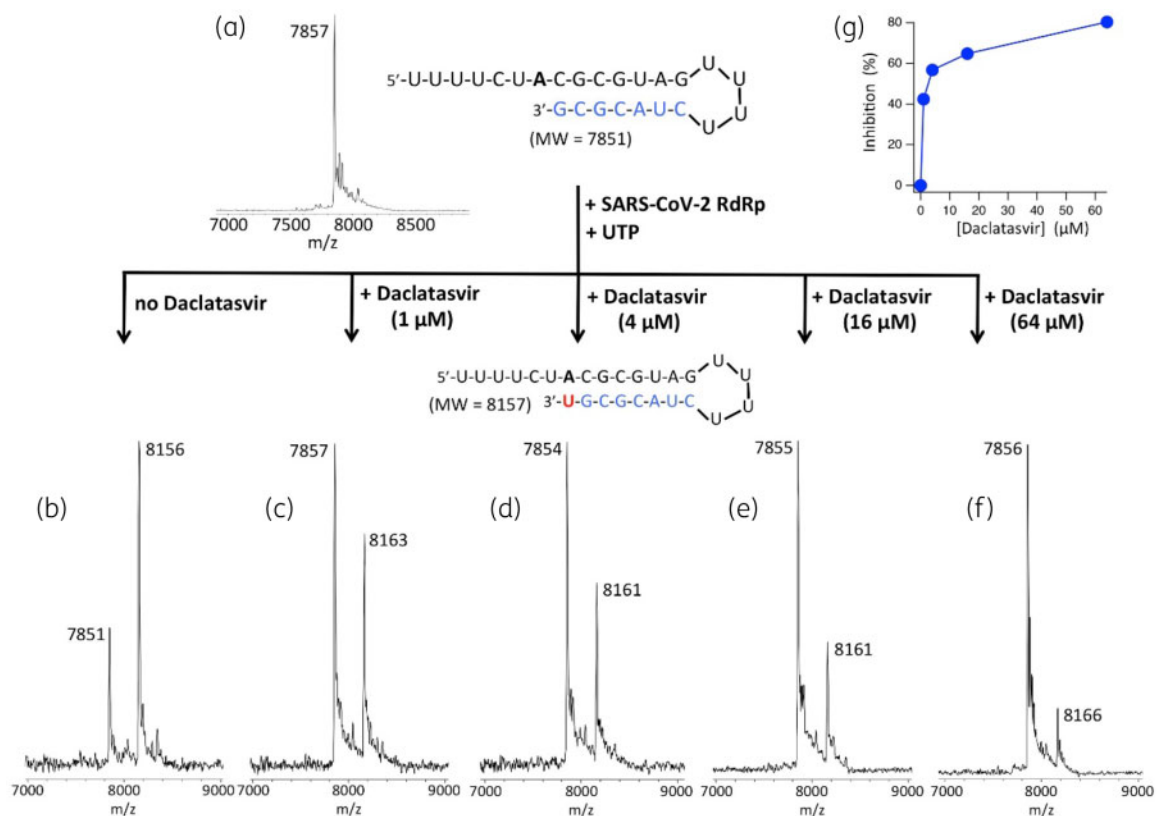 (a)
7857
7000 7500 8000 8500
m/z
5'-U-U-U-U-C-U-A-C-G-C-G-U-A-G
U U
U
U
3'-G-C-G-C-A-U-C
(MW = 7851)
(g)
80
60
40
20
0
Inhibition (%)
0 10 20 30 40 50 60
[Daclatasvir] (µM)
+ SARS-CoV-2 RdRp
+ UTP
no Daclatasvir
+ Daclatasvir
(1 µM)
+ Daclatasvir
(4 µM)
+ Daclatasvir
(16 µM)
+ Daclatasvir
(64 µM)
5'-U-U-U-U-C-U-A-C-G-C-G-U-A-G
U U
U
U
(MW = 8157) 3'-U-G-C-G-C-A-U-C
(b)
8156
7851
7000 8000 9000
m/z
(c)
7857
8163
7000 8000 9000
m/z
(d)
7854
8161
7000 8000 9000
m/z
(e)
7855
8161
7000 8000 9000
m/z
(f)
7856
8166
7000 8000 9000
m/z